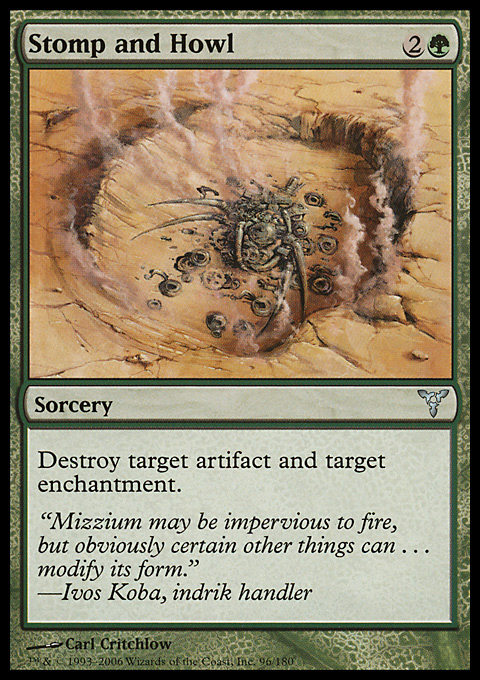 Stomp and Howl 2
Sorcery
Destroy target artifact and target
enchantment.
“Mizzium may be impervious to fire,
but obviously certain other things can . . .
modify its form.”
—Ivos Koba, indrik handler
Carl Critchlow
™ & © 1993–2006 Wizards of the Coast, Inc. 96/180